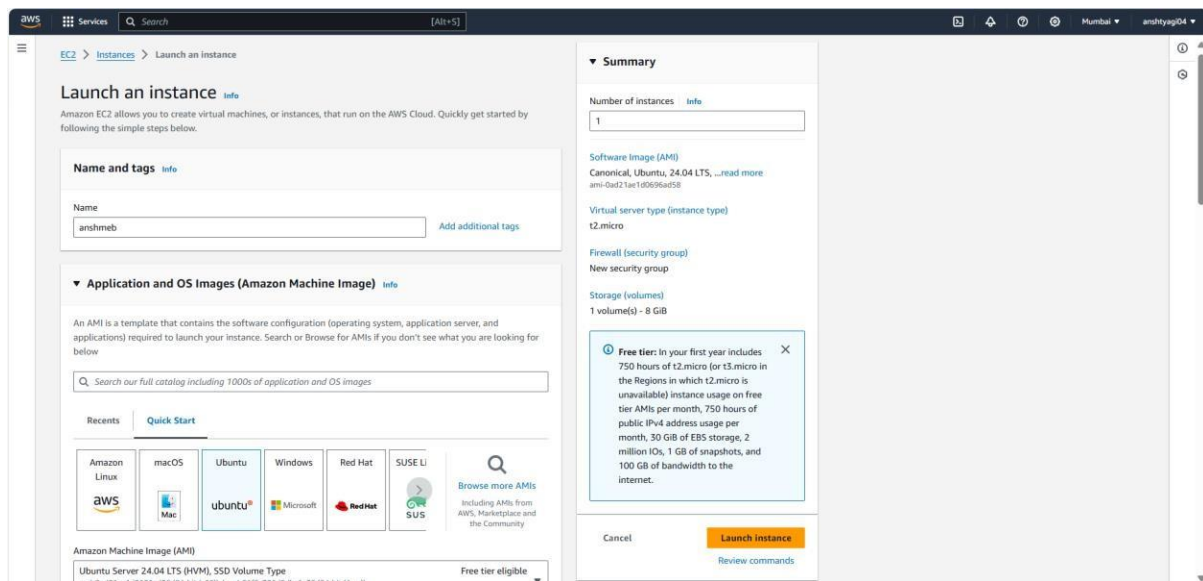 aws
Services
Search
[Alt+S]
Mumbai
anshtyagi04
EC2 > Instances > Launch an instance
Launch an instance Info
Amazon EC2 allows you to create virtual machines, or instances, that run on the AWS Cloud. Quickly get started by
following the simple steps below.
Name and tags Info
Name
anshmeb
Add additional tags
Application and OS Images (Amazon Machine Image) Info
An AMI is a template that contains the software configuration (operating system, application server, and
applications) required to launch your instance. Search or Browse for AMIs if you don't see what you are looking for
below
Search our full catalog including 1000s of application and OS images
Recents
Quick Start
Amazon
Linux
aws
macOS
Mac
Ubuntu
ubuntu
Windows
Microsoft
Red Hat
Red Hat
SUSE Li
SUS
Browse more AMIs
Including AMIs from
AWS, Marketplace and
the Community
Amazon Machine Image (AMI)
Ubuntu Server 24.04 LTS (HVM), SSD Volume Type
Free tier eligible
Summary
Number of instances Info
1
Software Image (AMI)
Canonical, Ubuntu, 24.04 LTS, ...read more
ami-0ad21ae1d0696ad58
Virtual server type (instance type)
t2.micro
Firewall (security group)
New security group
Storage (volumes)
1 volume(s) - 8 GiB
Free tier: In your first year includes
750 hours of t2.micro (or t3.micro in
the Regions in which t2.micro is
unavailable) instance usage on free
tier AMIs per month, 750 hours of
public IPv4 address usage per
month, 30 GiB of EBS storage, 2
million IOs, 1 GB of snapshots, and
100 GB of bandwidth to the
internet.
Cancel
Launch instance
Review commands